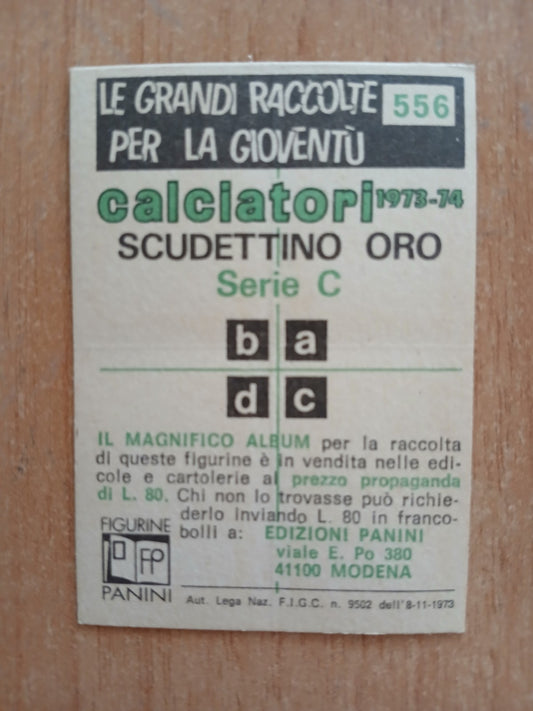 LE GRANDI RACCOLTE
PER LA GIOVENTÙ
556
calciatori 1973-74
SCUDETTINO ORO
Serie C
b a
d c
IL MAGNIFICO ALBUM per la raccolta
di queste figurine è in vendita nelle edi-
cole e cartolerie al prezzo propaganda
di L. 80. Chi non lo trovasse può richie-
derlo inviando L. 80 in franco-
bolli a: EDIZIONI PANINI
viale E. Po 380
41100 MODENA
FIGURINE
FP
PANINI
Aut. Lega Naz. F.I.G.C. n. 9502 dell'8-11-1973